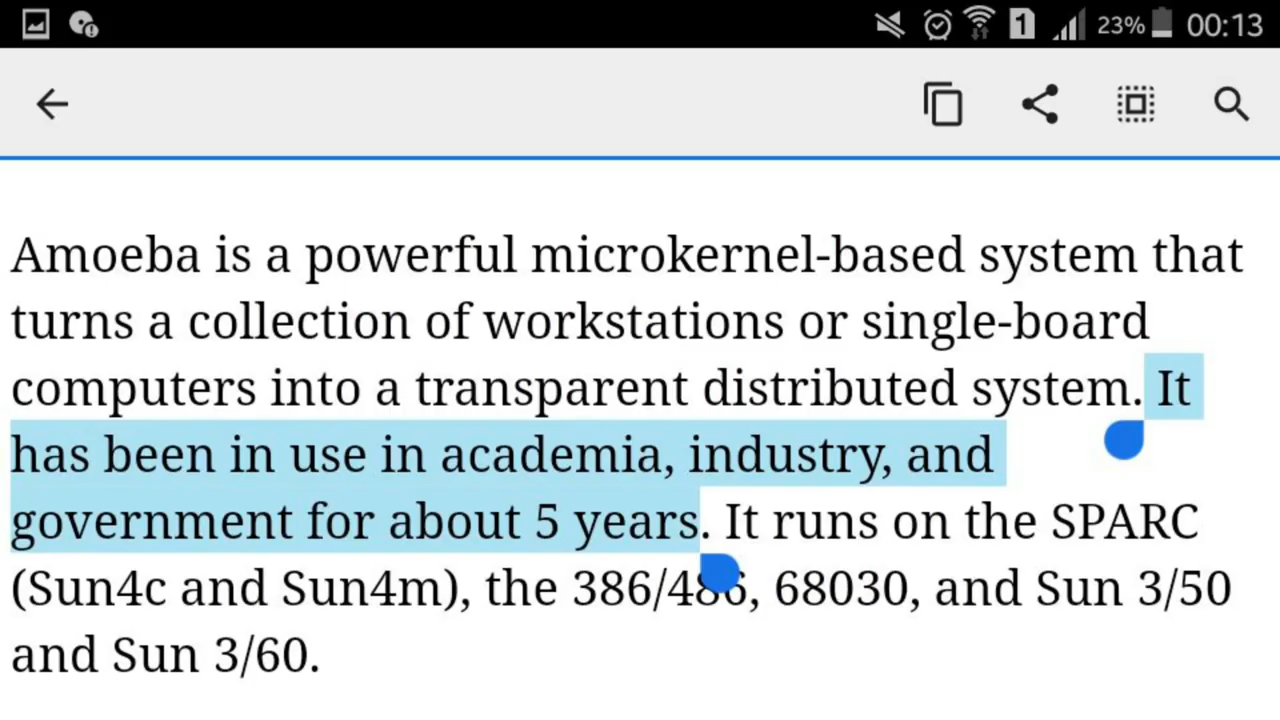 1 23% 00:13
Amoeba is a powerful microkernel-based system that
turns a collection of workstations or single-board
computers into a transparent distributed system. It
has been in use in academia, industry, and
government for about 5 years. It runs on the SPARC
(Sun4c and Sun4m), the 386/486, 68030, and Sun 3/50
and Sun 3/60.